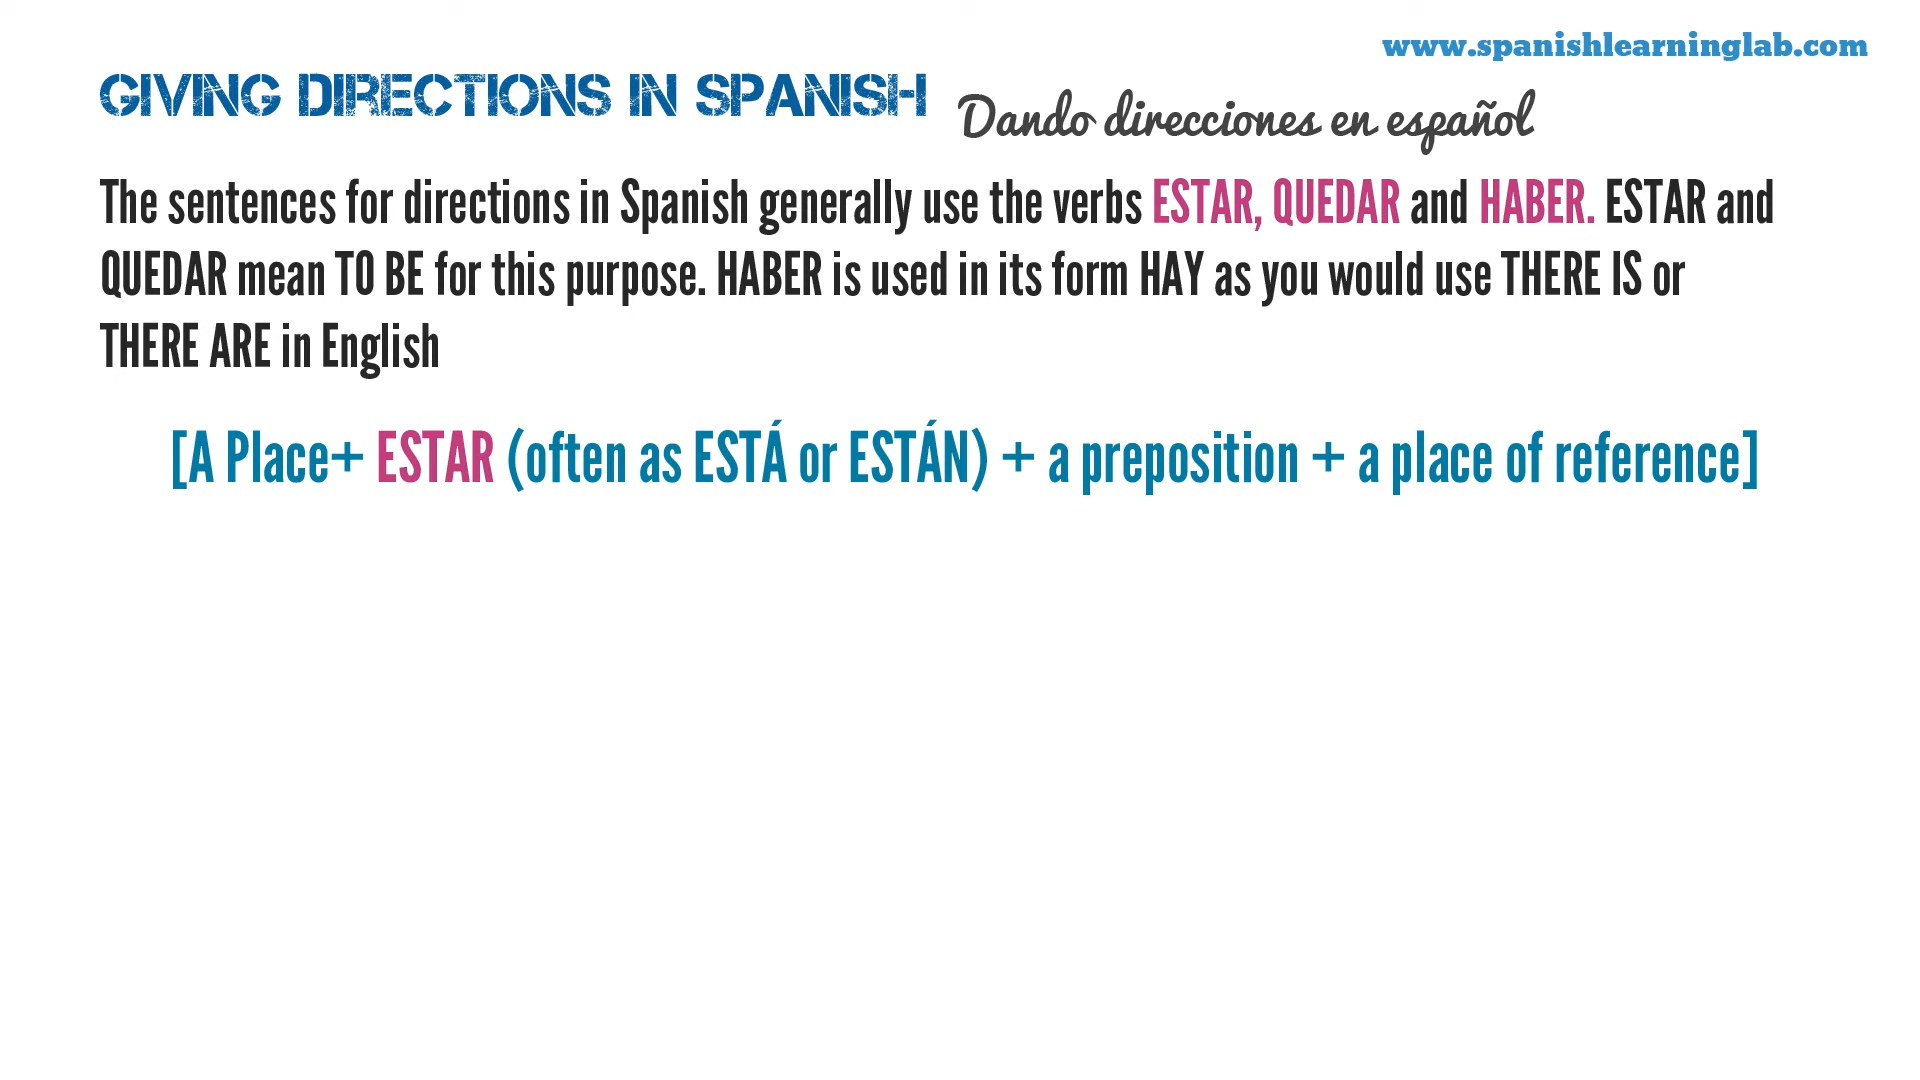 www.spanishlearninglab.com
GIVING DIRECTIONS IN SPANISH Dando direcciones en español
The sentences for directions in Spanish generally use the verbs ESTAR, QUEDAR and HABER. ESTAR and
QUEDAR mean TO BE for this purpose. HABER is used in its form HAY as you would use THERE IS or
THERE ARE in English
[A Place+ ESTAR (often as ESTÁ or ESTÁN) + a preposition + a place of reference]